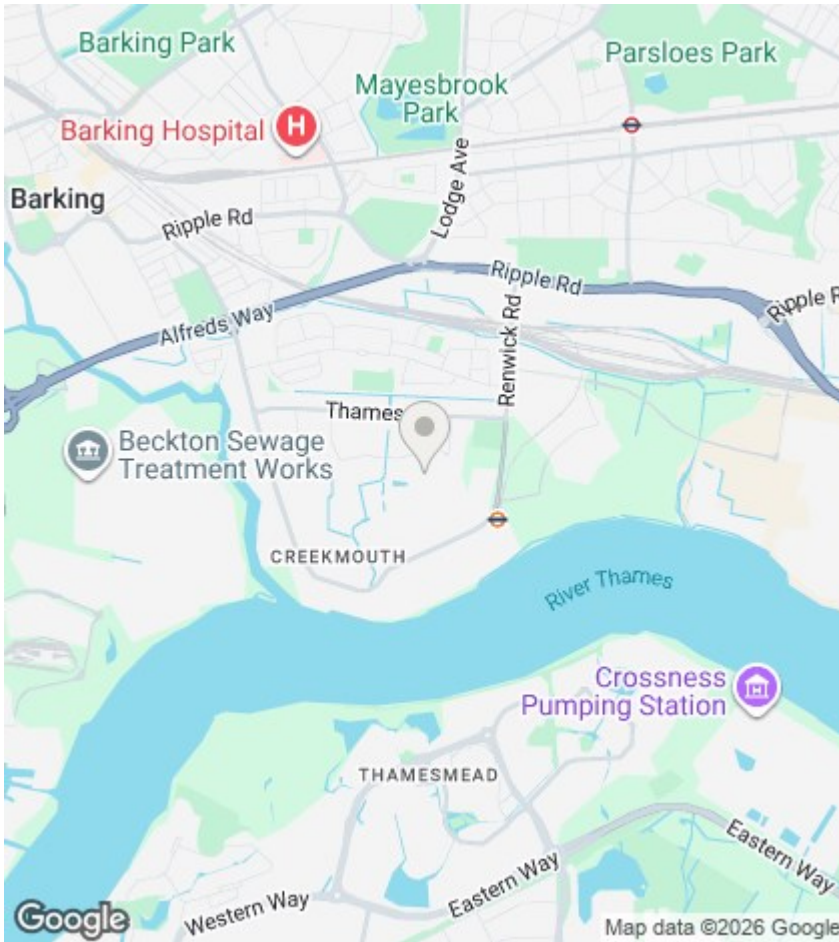 Barking Park
Parsloes Park
Mayesbrook
Park
Barking Hospital
H
Lodge Ave
Barking
Ripple Rd
Ripple Rd
Ripple R
Alfreds Way
Renwick Rd
Thames
Beckton Sewage
Treatment Works
CREEKMOUTH
River Thames
Crossness
Pumping Station
THAMESMEAD
Eastern Way
Eastern Way
Western Way
Google
Map data ©2026 Google